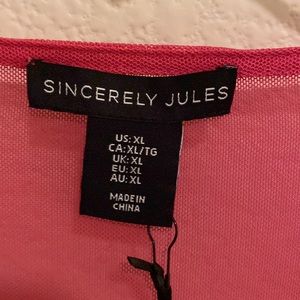 SINCERELY JULES
US: XL
CA: XL/TG
UK: XL
EU: XL
AU: XL
MADE IN
CHINA